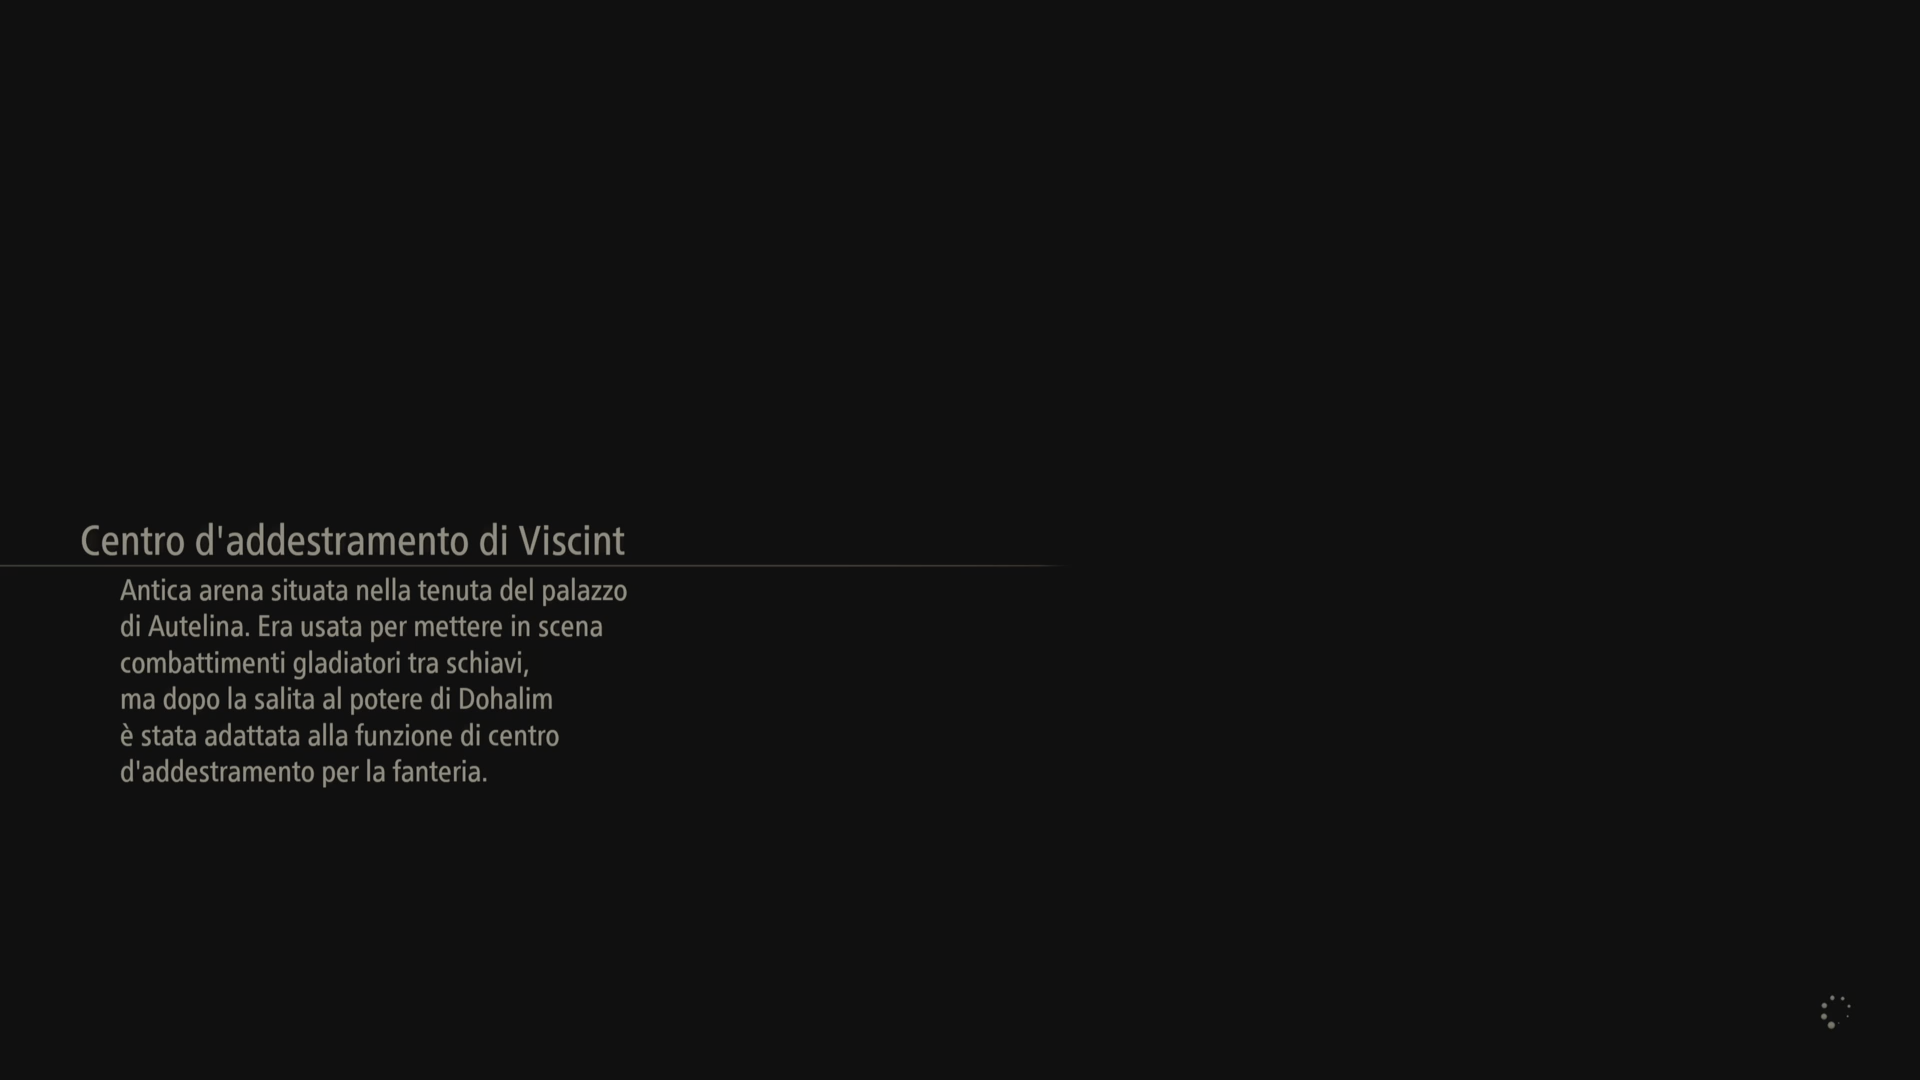 Centro d'addestramento di Viscint
Antica arena situata nella tenuta del palazzo
di Autelina. Era usata per mettere in scena
combattimenti gladiatori tra schiavi,
ma dopo la salita al potere di Dohalim
è stata adattata alla funzione di centro
d'addestramento per la fanteria.